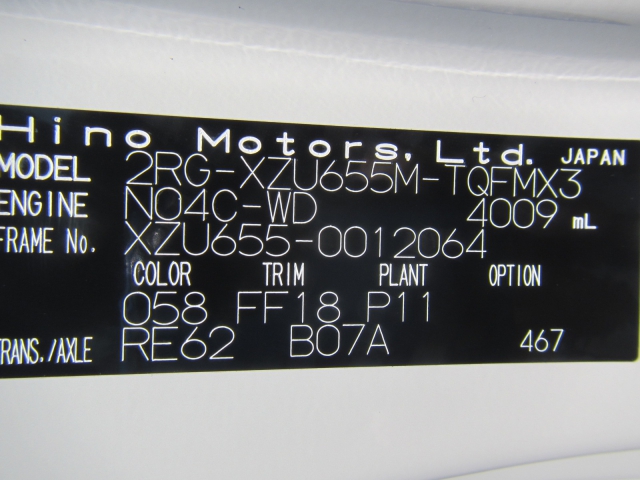 Hino Motors, Ltd. JAPAN
MODEL 2RG-XZU655M-TQFMX3
ENGINE N04C-WD 4009 mL
FRAME No. XZU655-0012064
COLOR TRIM PLANT OPTION
058 FF18 P11
TRANS./AXLE RE62 B07A 467